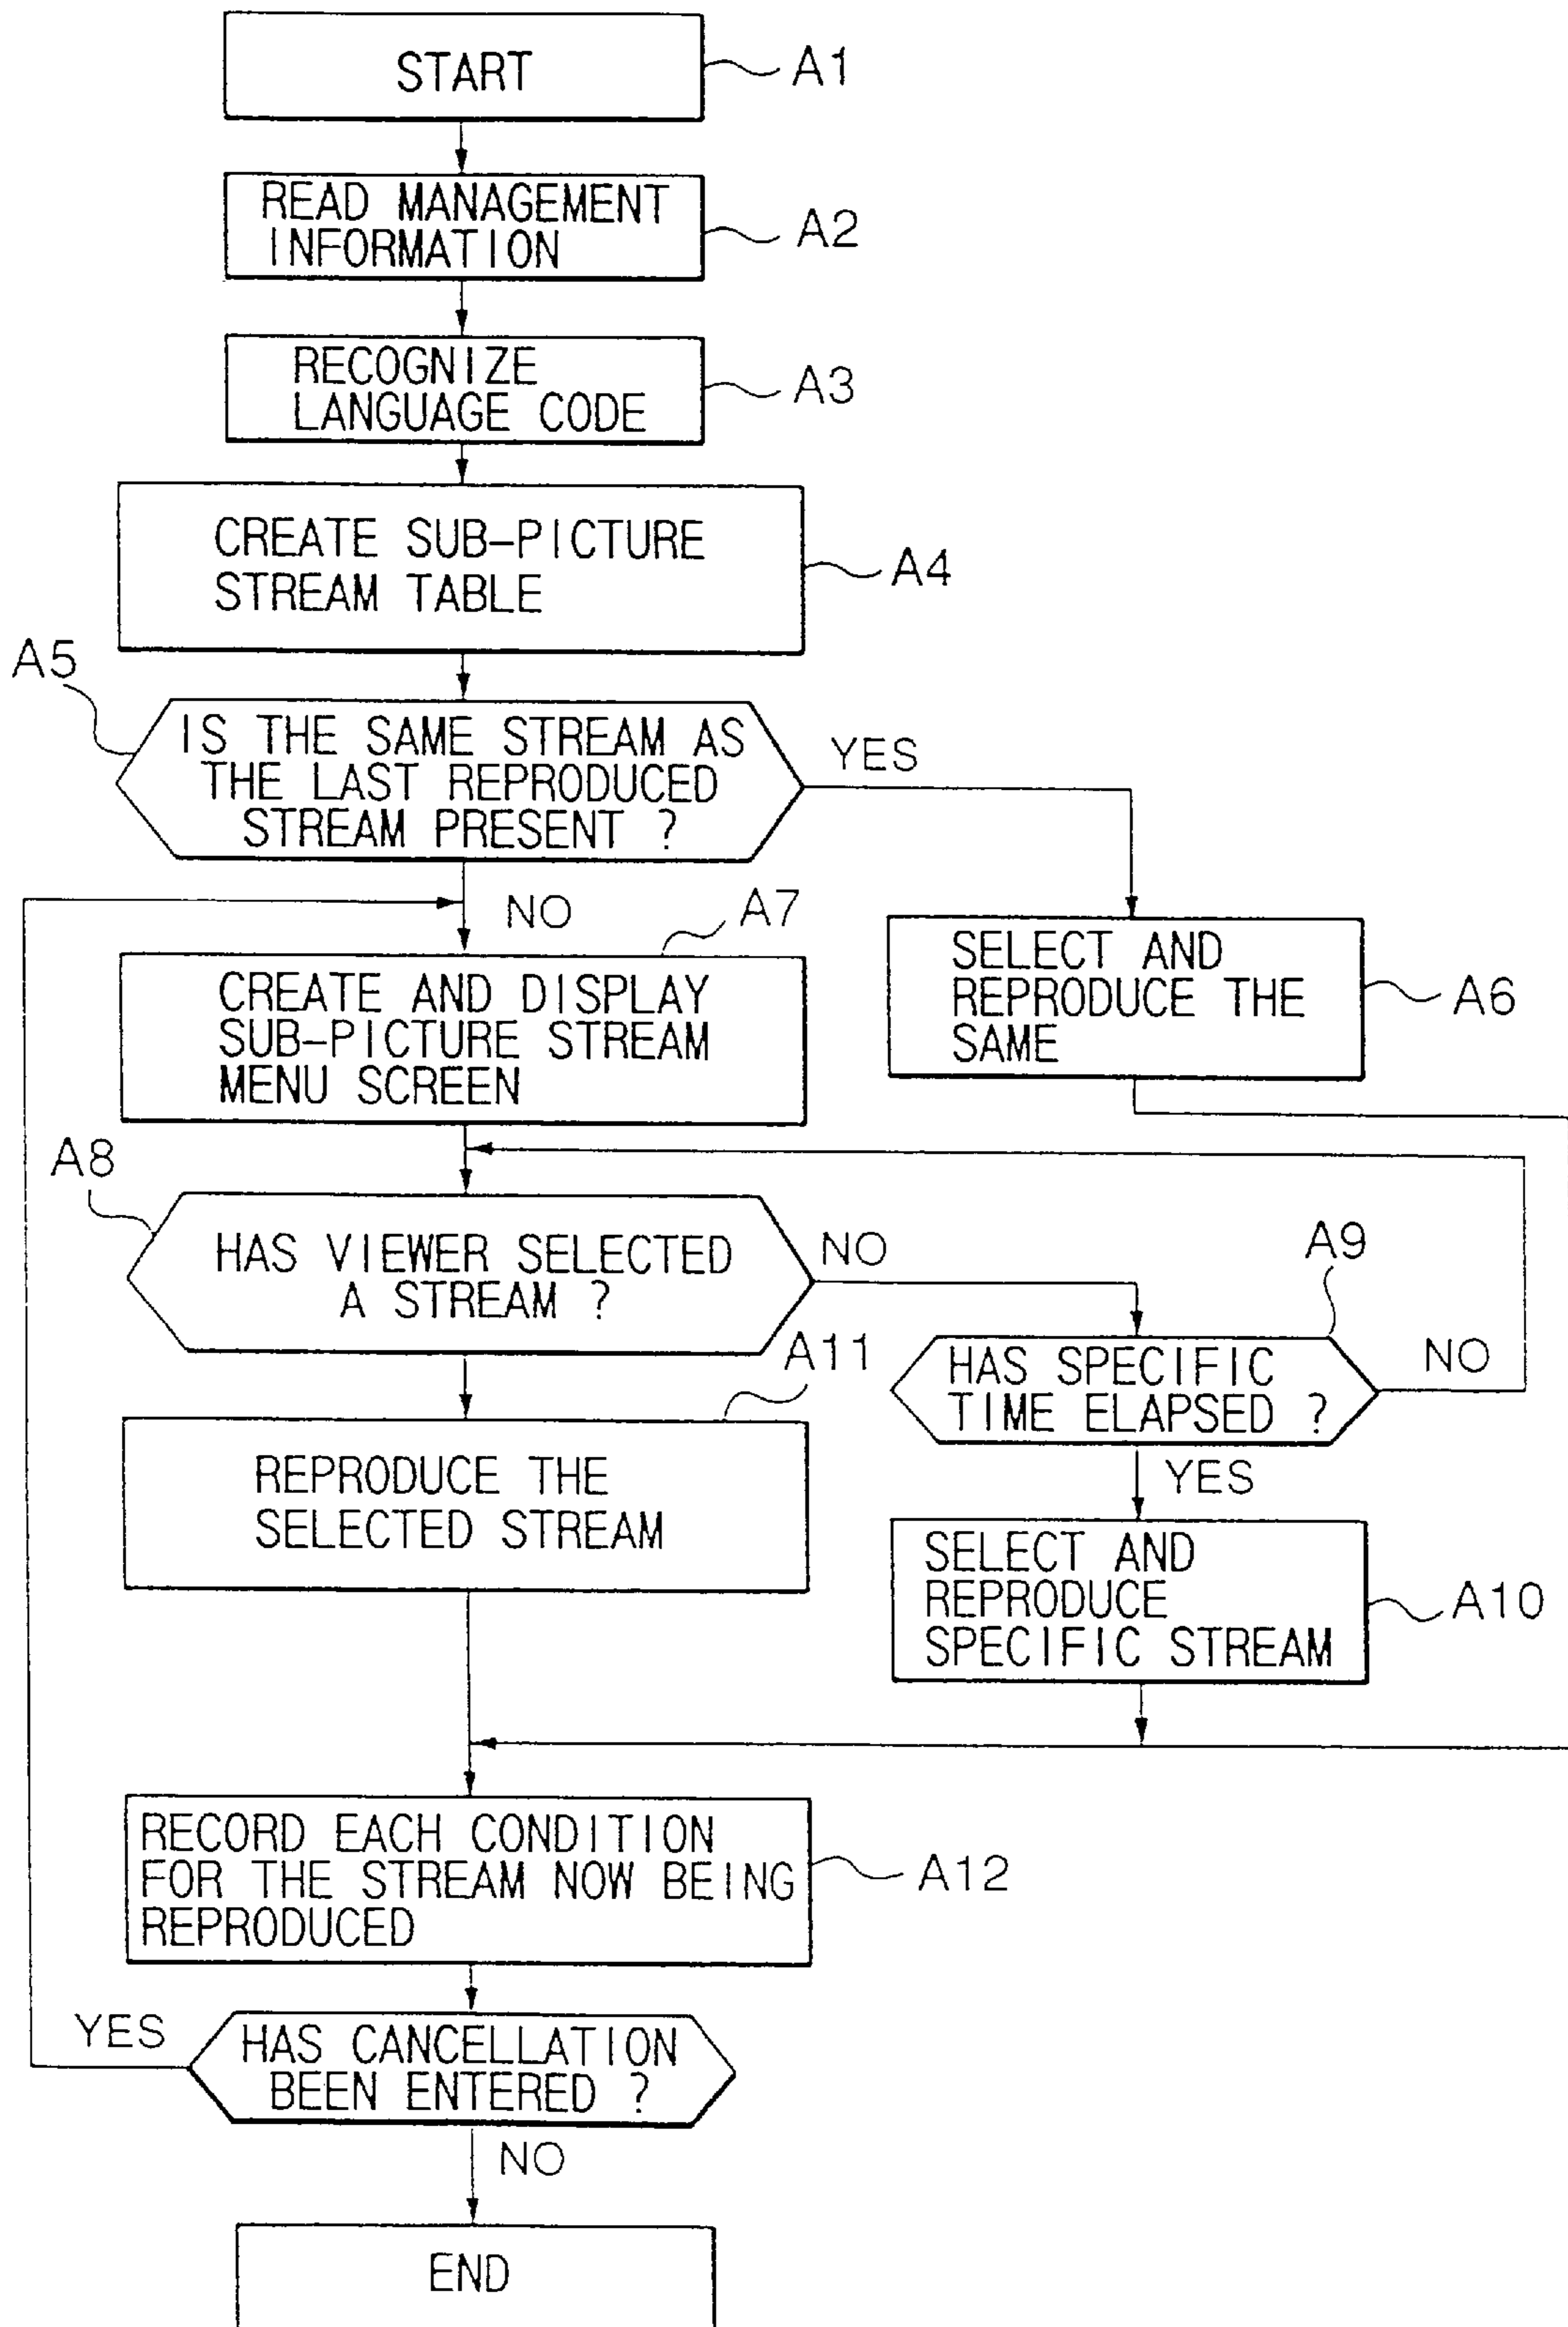 START
A1
READ MANAGEMENT
INFORMATION
A2
RECOGNIZE
LANGUAGE CODE
A3
CREATE SUB-PICTURE
STREAM TABLE
A4
A5
IS THE SAME STREAM AS
THE LAST REPRODUCED
STREAM PRESENT ?
YES
NO
A7
CREATE AND DISPLAY
SUB-PICTURE STREAM
MENU SCREEN
SELECT AND
REPRODUCE THE
SAME
A6
A8
HAS VIEWER SELECTED
A STREAM ?
NO
A9
HAS SPECIFIC
TIME ELAPSED ?
NO
YES
A11
REPRODUCE THE
SELECTED STREAM
SELECT AND
REPRODUCE
SPECIFIC STREAM
A10
RECORD EACH CONDITION
FOR THE STREAM NOW BEING
REPRODUCED
A12
YES
HAS CANCELLATION
BEEN ENTERED ?
NO
END